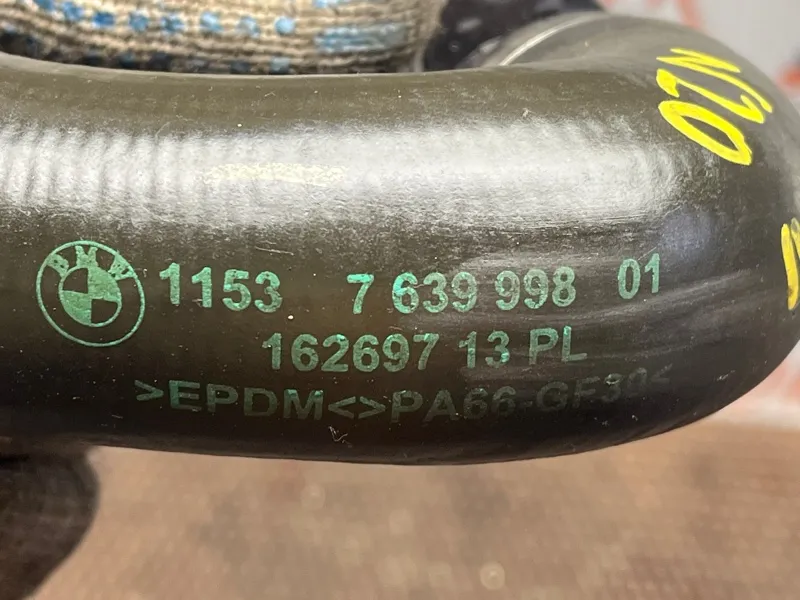 N20
BMW
1153 7 639 998 01
162697 13 PL
>EPDM<>PA66-GF30<